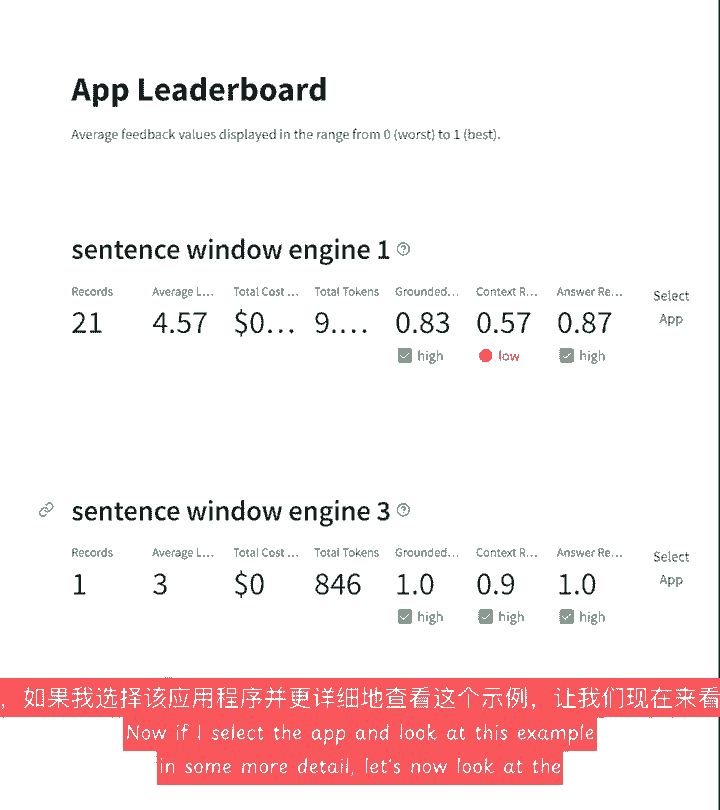 App Leaderboard
Average feedback values displayed in the range from 0 (worst) to 1 (best).
sentence window engine 1
Records Average L... Total Cost ... Total Tokens Grounded... Context R... Answer Re... Select App
21 4.57 $0... 9.... 0.83 0.57 0.87
high low high
sentence window engine 3
Records Average L... Total Cost ... Total Tokens Grounded... Context R... Answer Re... Select App
1 3 $0 846 1.0 0.9 1.0
high high high
，如果我选择该应用程序并更详细地查看这个示例，让我们现在来看
Now if I select the app and look at this example
in some more detail, let's now look at the